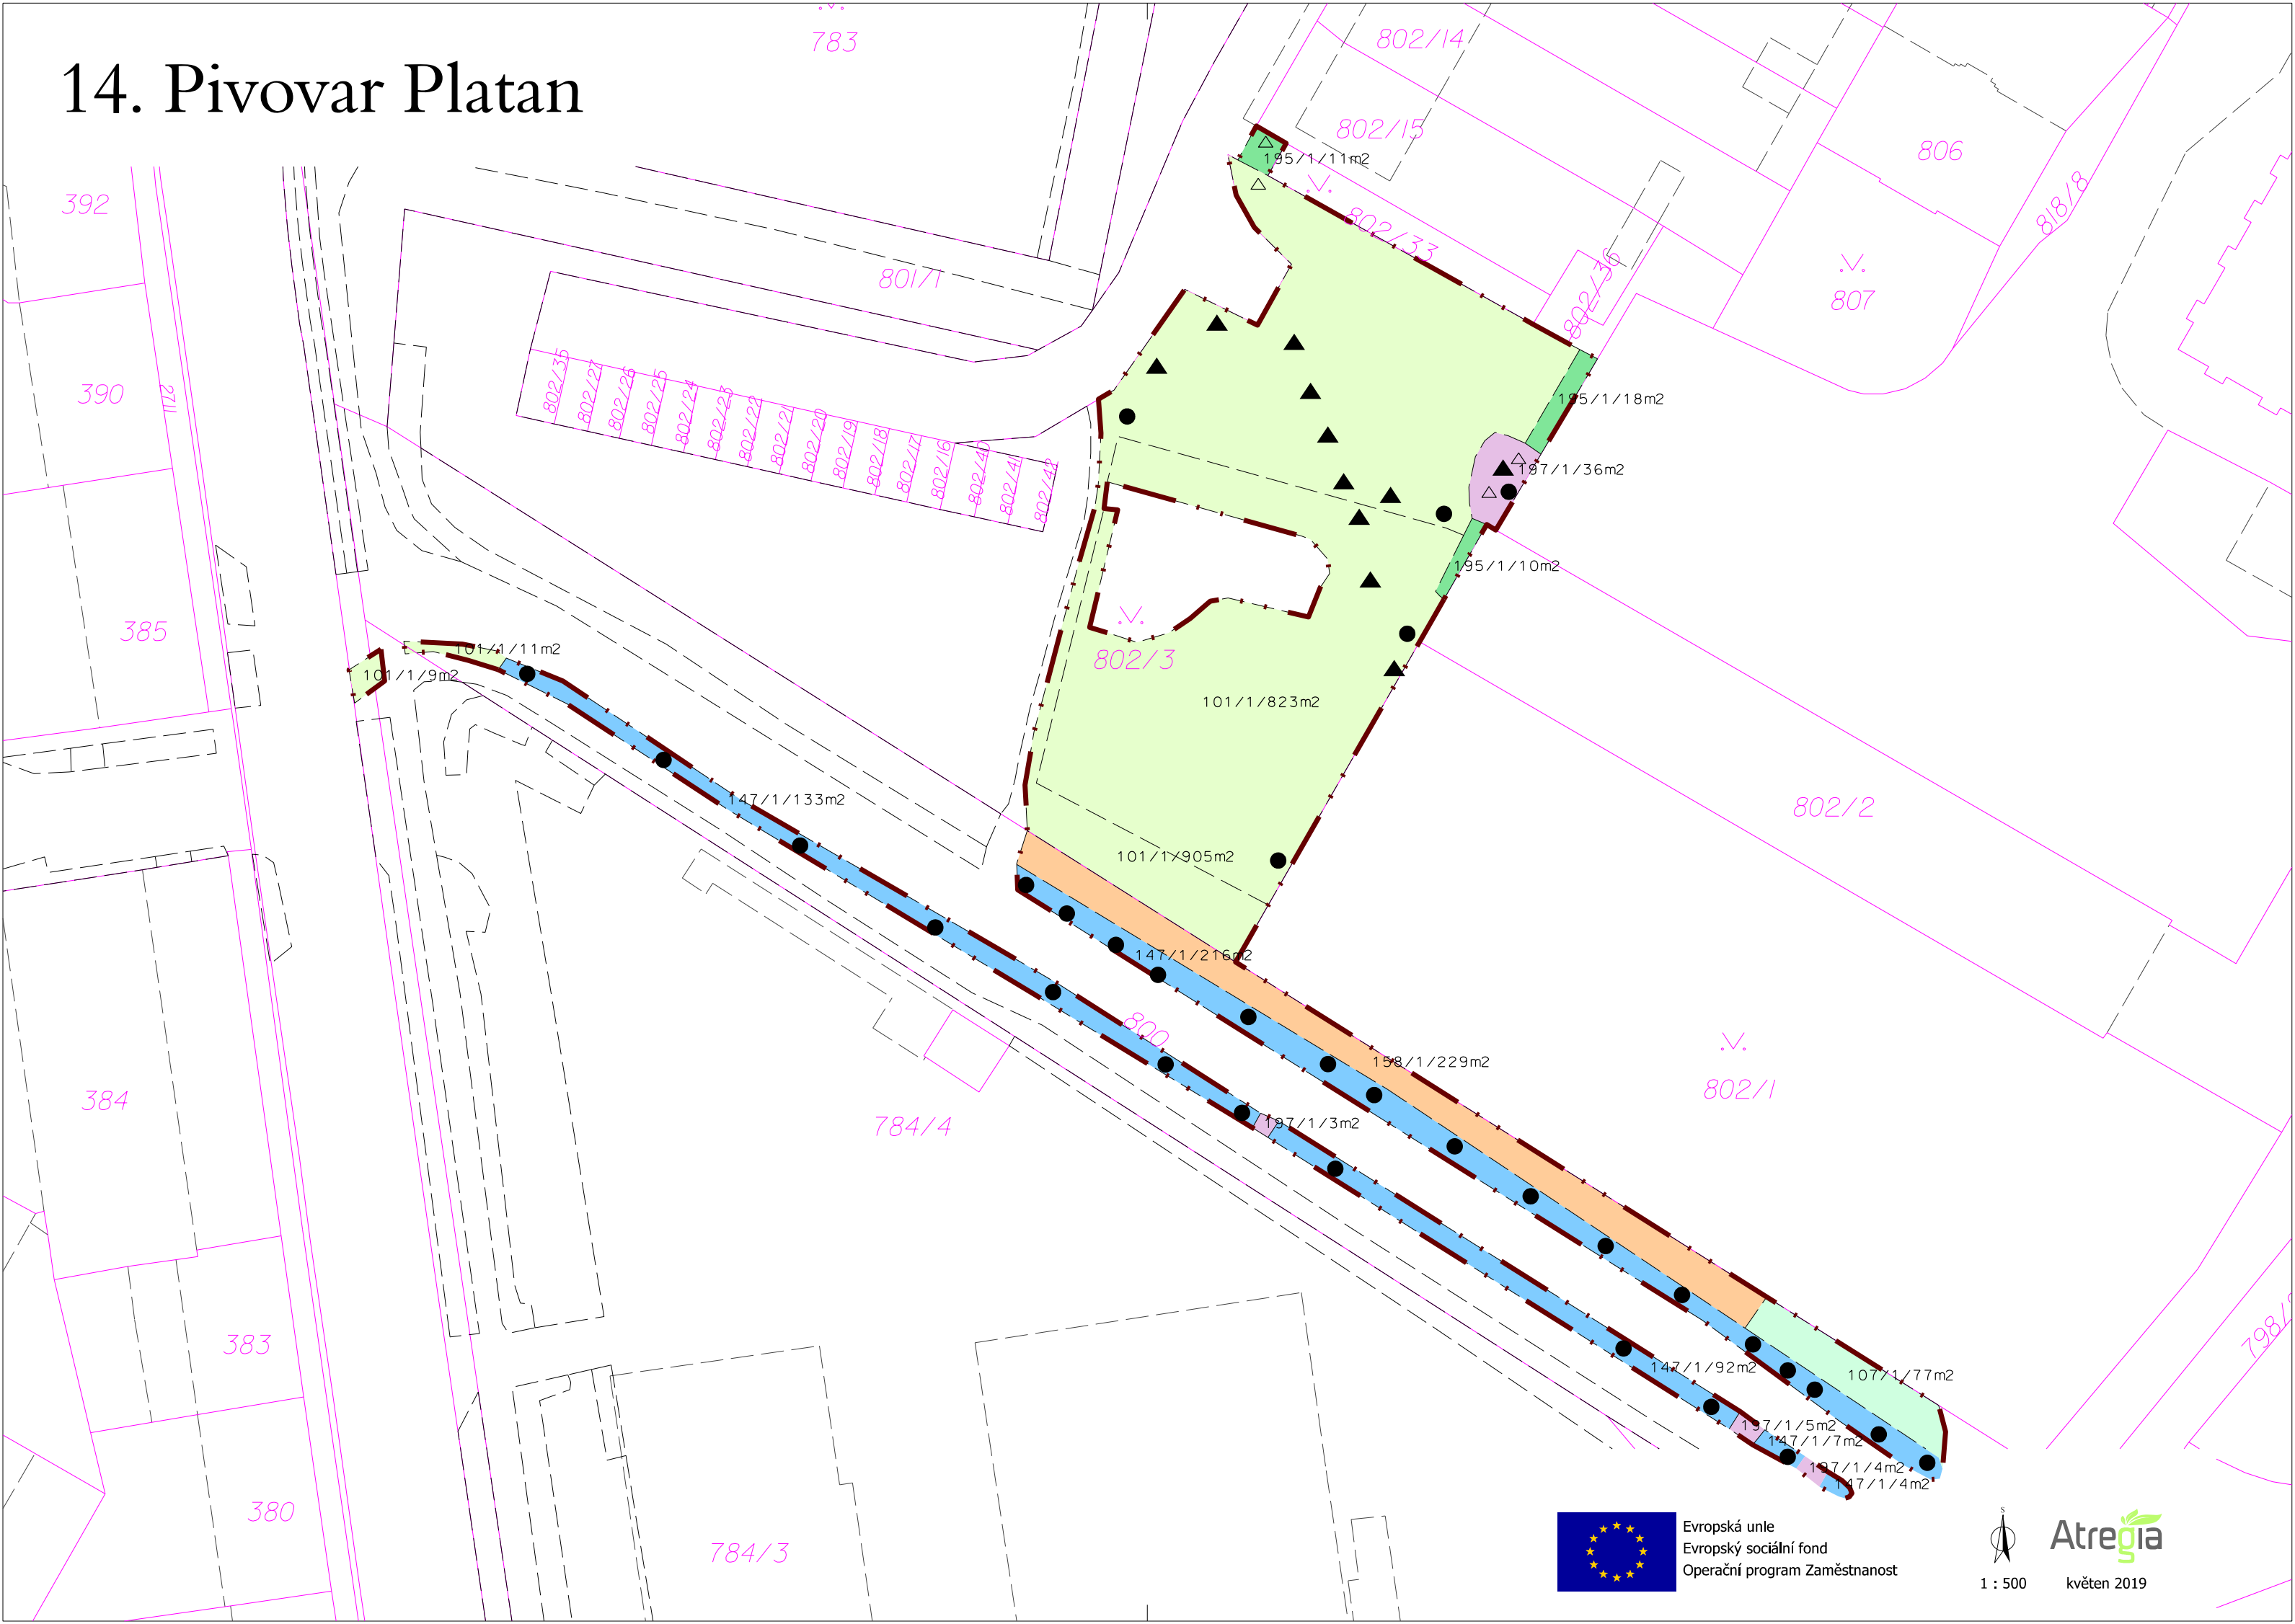 14. Pivovar Platan
783
802/14
802/15
806
818/8
392
195/1/11m2
802/33
802/36
807
801/1
390
2711
802/35
802/27
802/26
802/25
802/24
802/23
802/22
802/21
802/20
802/19
802/18
802/17
802/16
802/40
802/41
802/42
195/1/18m2
197/1/36m2
195/1/10m2
385
101/1/11m2
101/1/9m2
802/3
101/1/823m2
147/1/133m2
802/2
101/1/905m2
147/1/216m2
800
158/1/229m2
802/1
384
784/4
197/1/3m2
383
147/1/92m2
107/1/77m2
197/1/5m2
147/1/7m2
197/1/4m2
147/1/4m2
380
784/3
Evropská unie
Evropský sociální fond
Operační program Zaměstnanost
S
1 : 500
Atregia
květen 2019